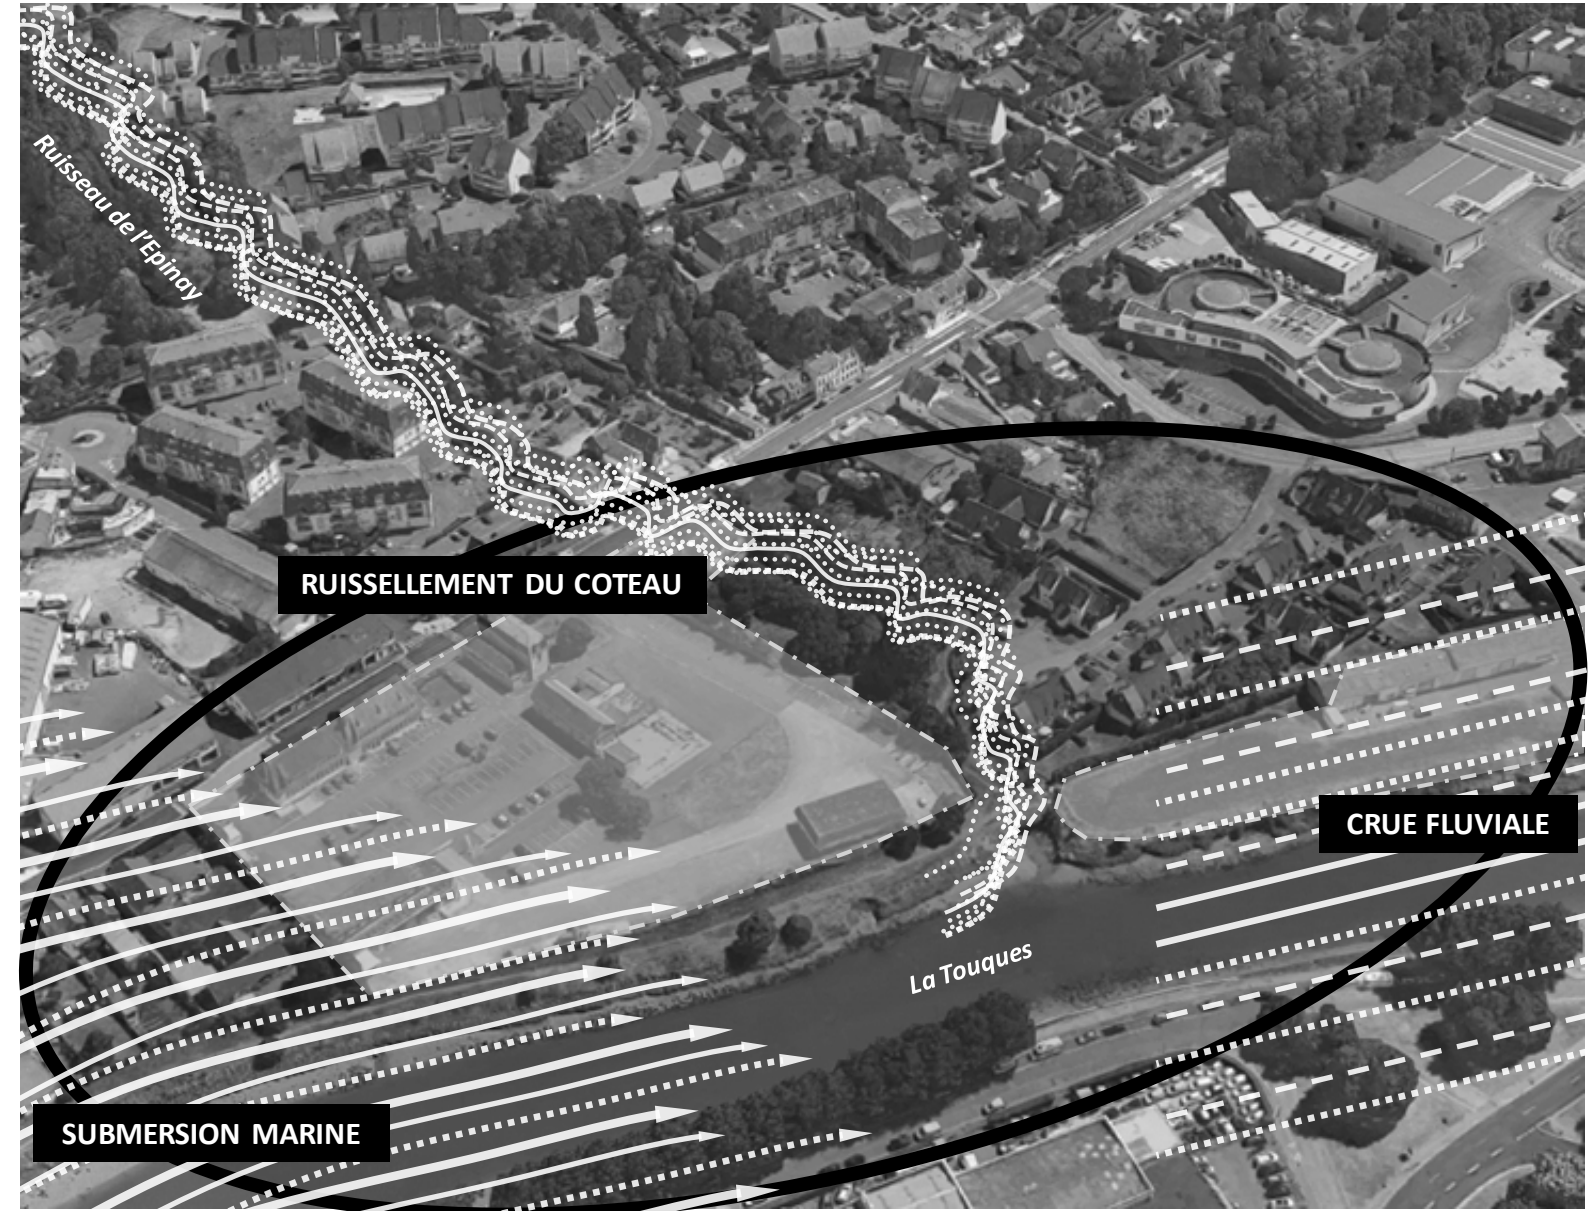 Ruisseau de l'Epinay
RUISSELLEMENT DU COTEAU
CRUE FLUVIALE
La Touques
SUBMERSION MARINE